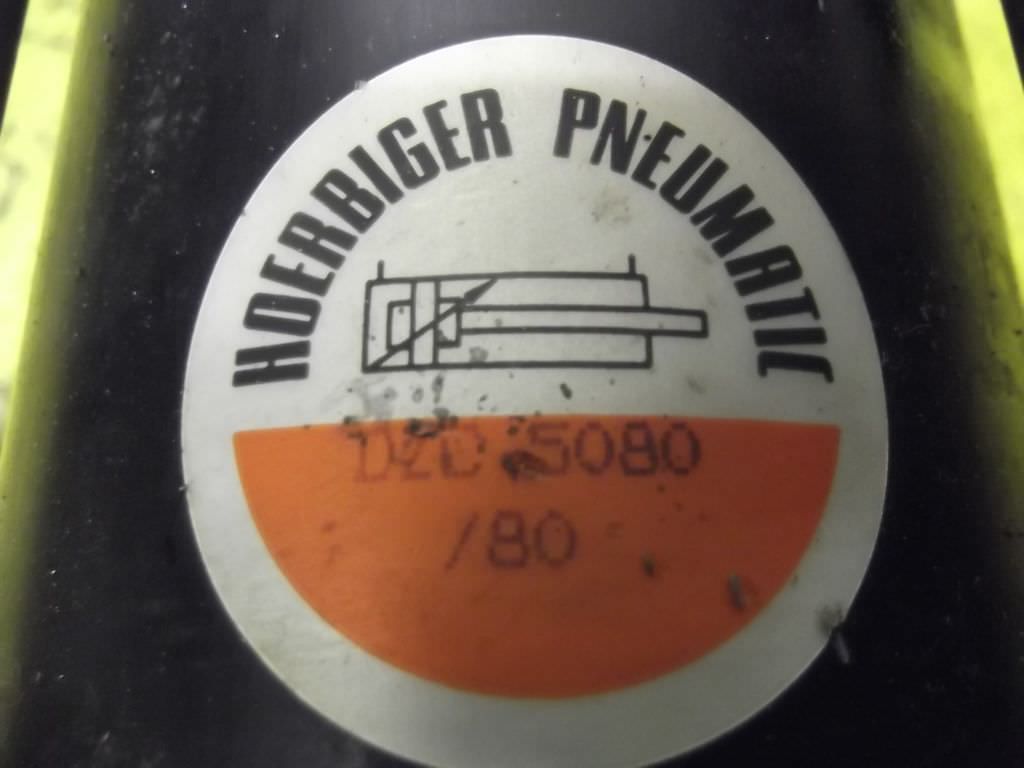 HOERBIGER PNEUMATIC
DZD 5080
/80